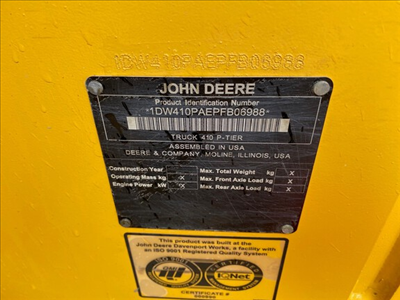 1DW410PAEPFB06988
JOHN DEERE
Product Identification Number
*1DW410PAEPFB06988*
TRUCK 410 P-TIER
ASSEMBLED IN USA
DEERE & COMPANY, MOLINE, ILLINOIS, USA
Construction Year X Max. Total Weight kg X
Operating Mass kg X Max. Front Axle Load kg X
Engine Power kW X Max. Rear Axle Load kg X
This product was built at the
John Deere Davenport Works, a facility with
an ISO 9001 Registered Quality System
IQNet
CERTIFICATE #